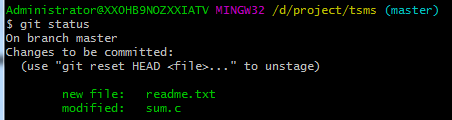 Administrator@XXOHB9NOZXXIATV MINGW32 /d/project/tsms (master)
$ git status
On branch master
Changes to be committed:
  (use "git reset HEAD <file>..." to unstage)

        new file:   readme.txt
        modified:   sum.c